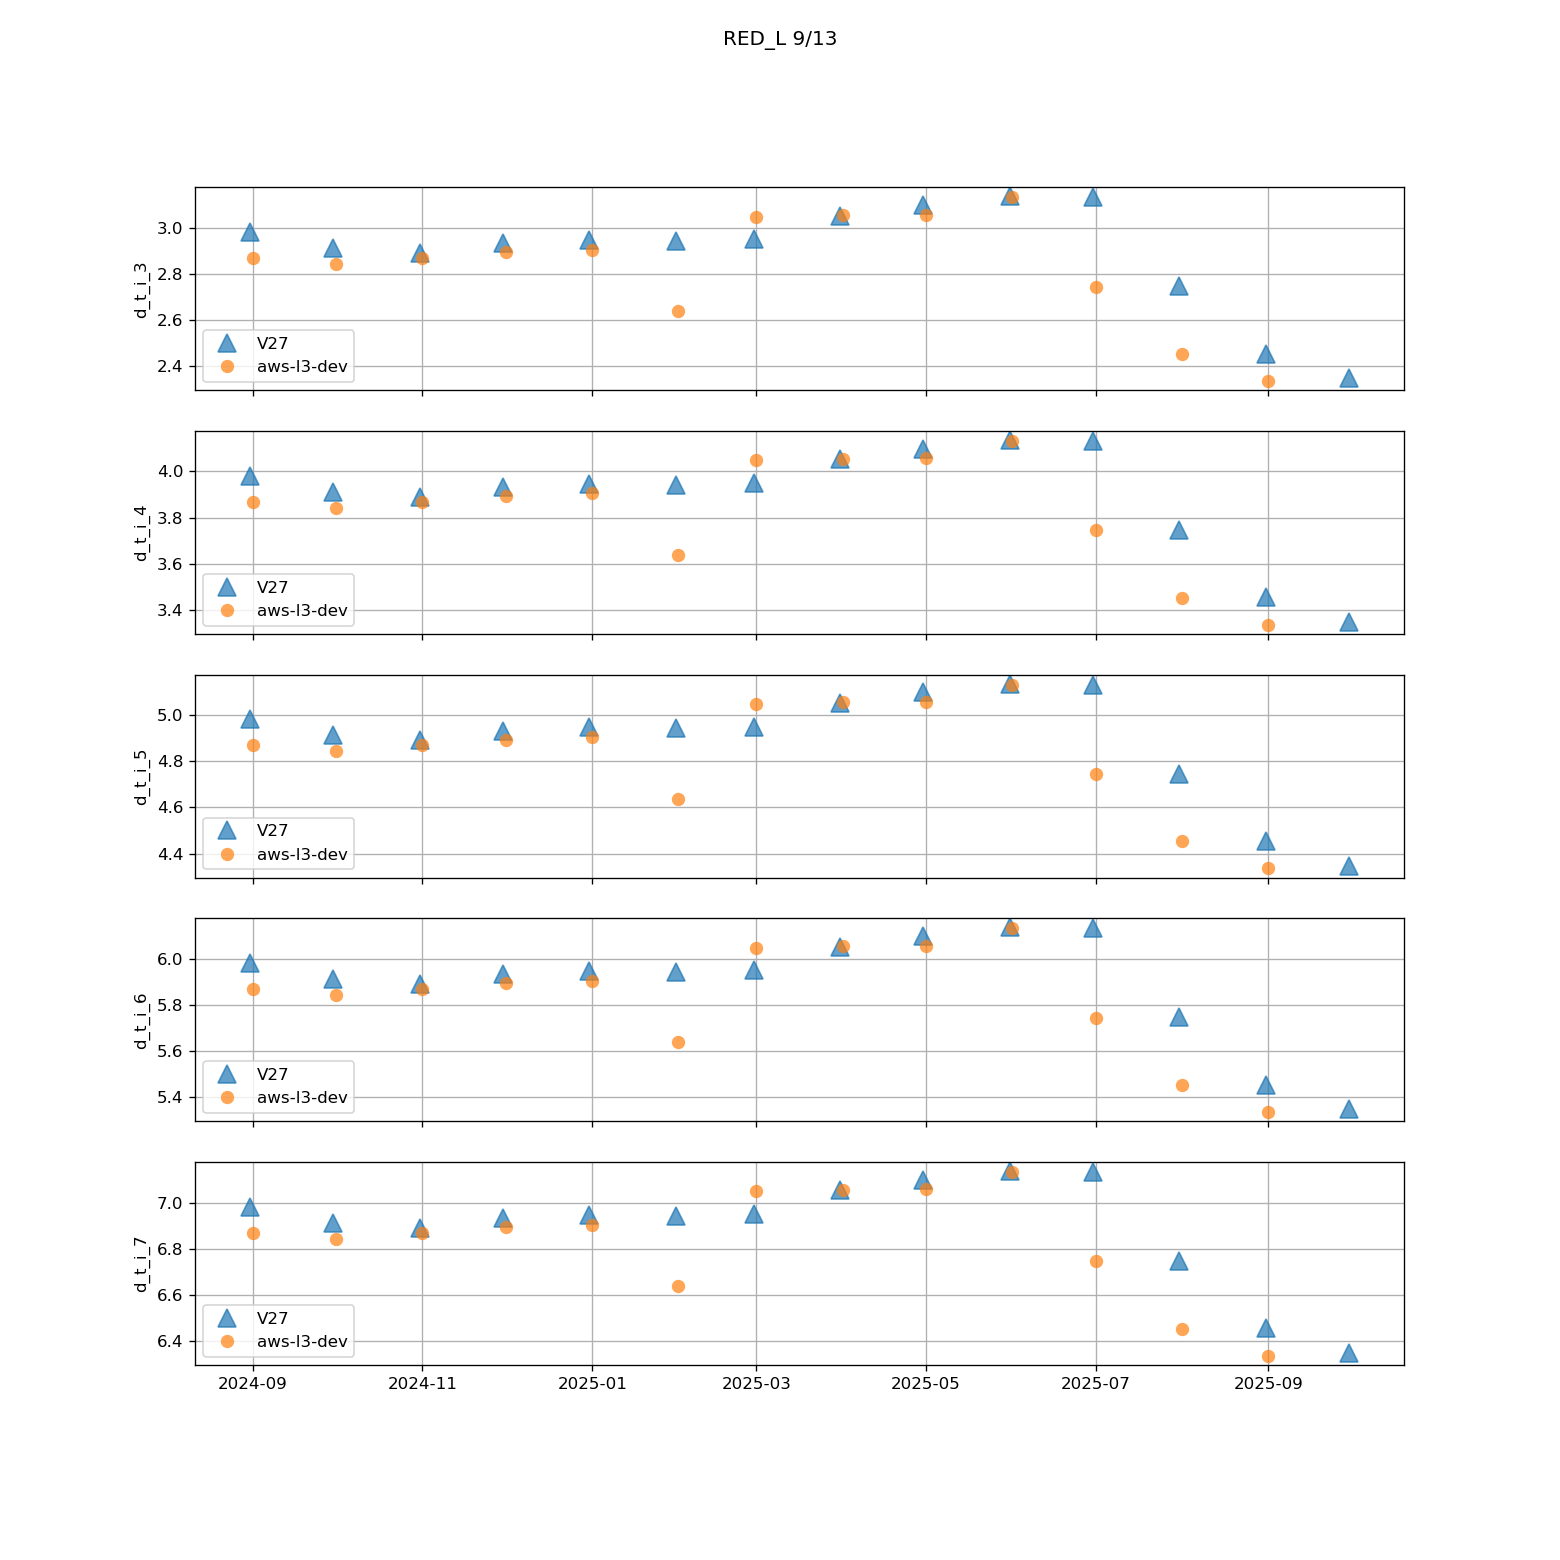 RED_L 9/13
3.0
2.8
2.6
2.4
d_t_i_3
V27
aws-l3-dev
4.0
3.8
3.6
3.4
d_t_i_4
V27
aws-l3-dev
5.0
4.8
4.6
4.4
d_t_i_5
V27
aws-l3-dev
6.0
5.8
5.6
5.4
d_t_i_6
V27
aws-l3-dev
7.0
6.8
6.6
6.4
d_t_i_7
V27
aws-l3-dev
2024-09 2024-11 2025-01 2025-03 2025-05 2025-07 2025-09